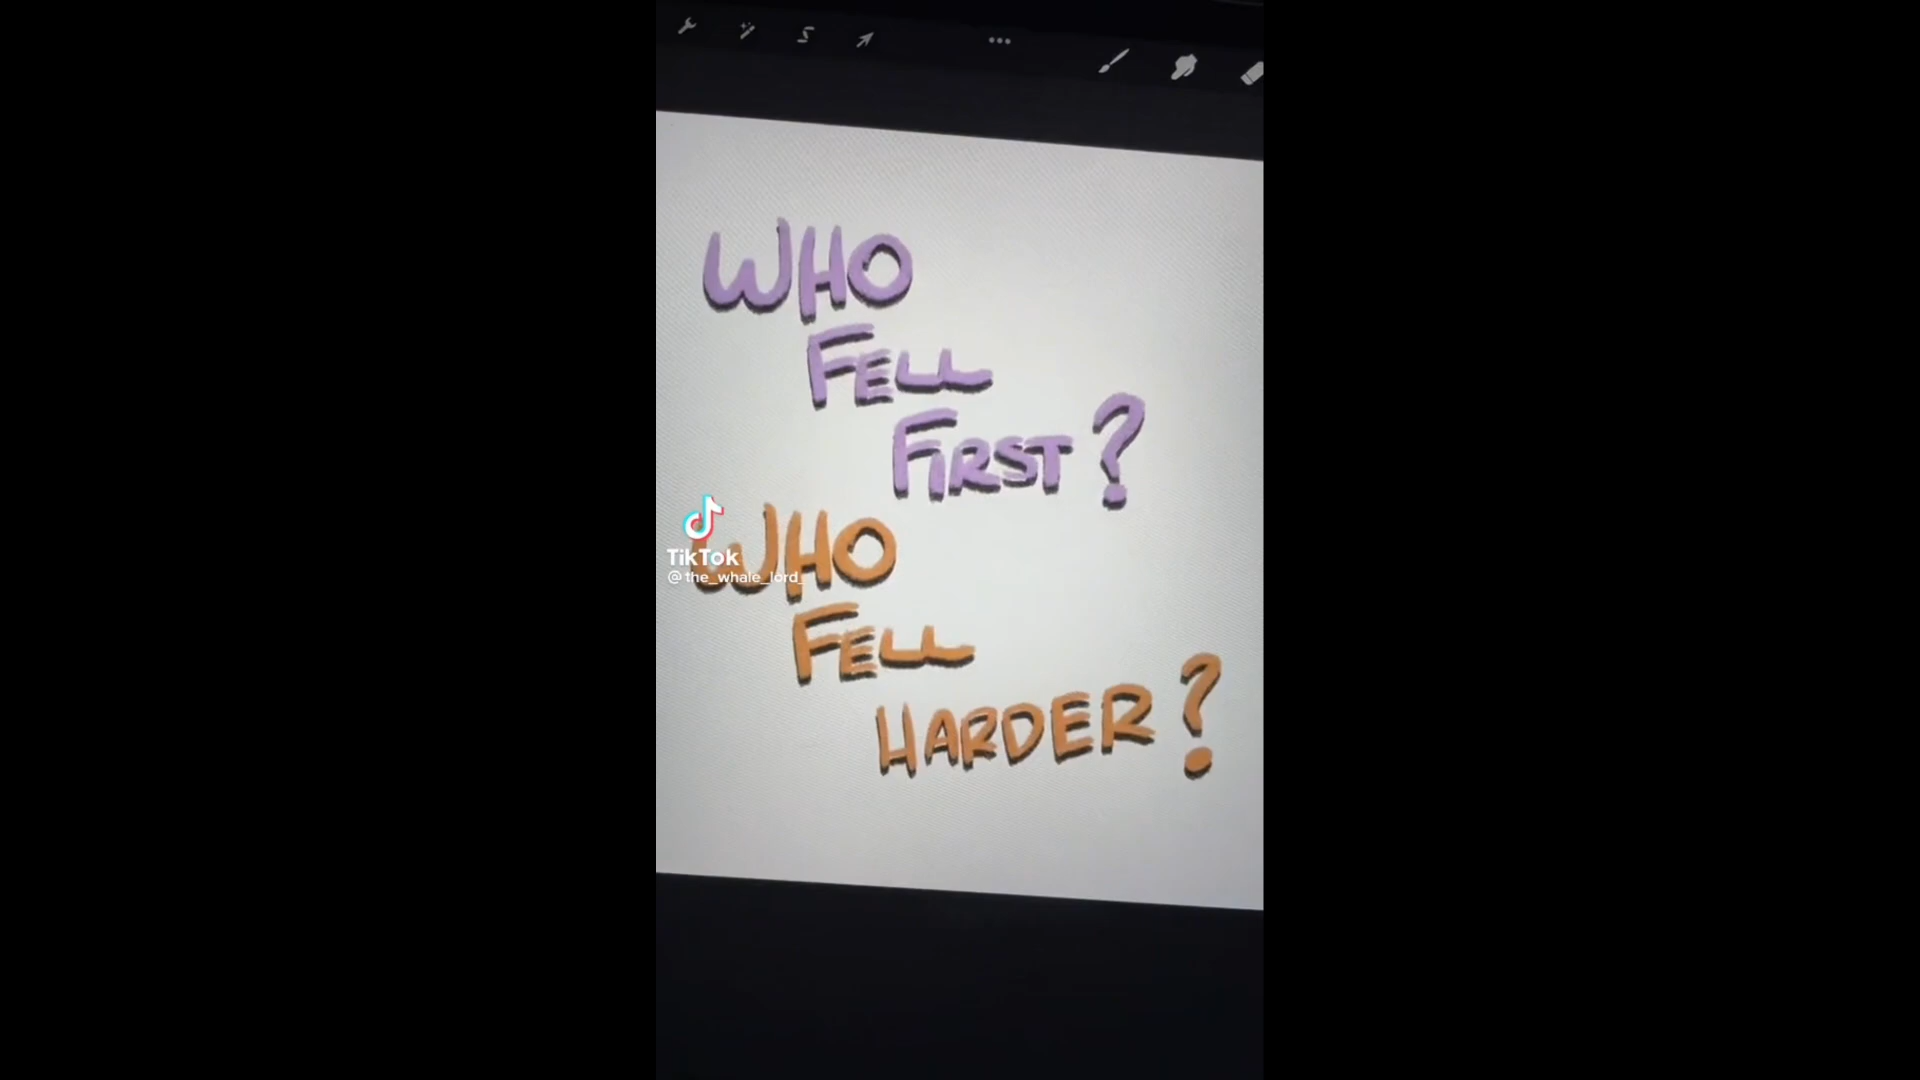 WHO
FELL
FIRST?
WHO
FELL
HARDER?
TikTok
@the_whale_lord_